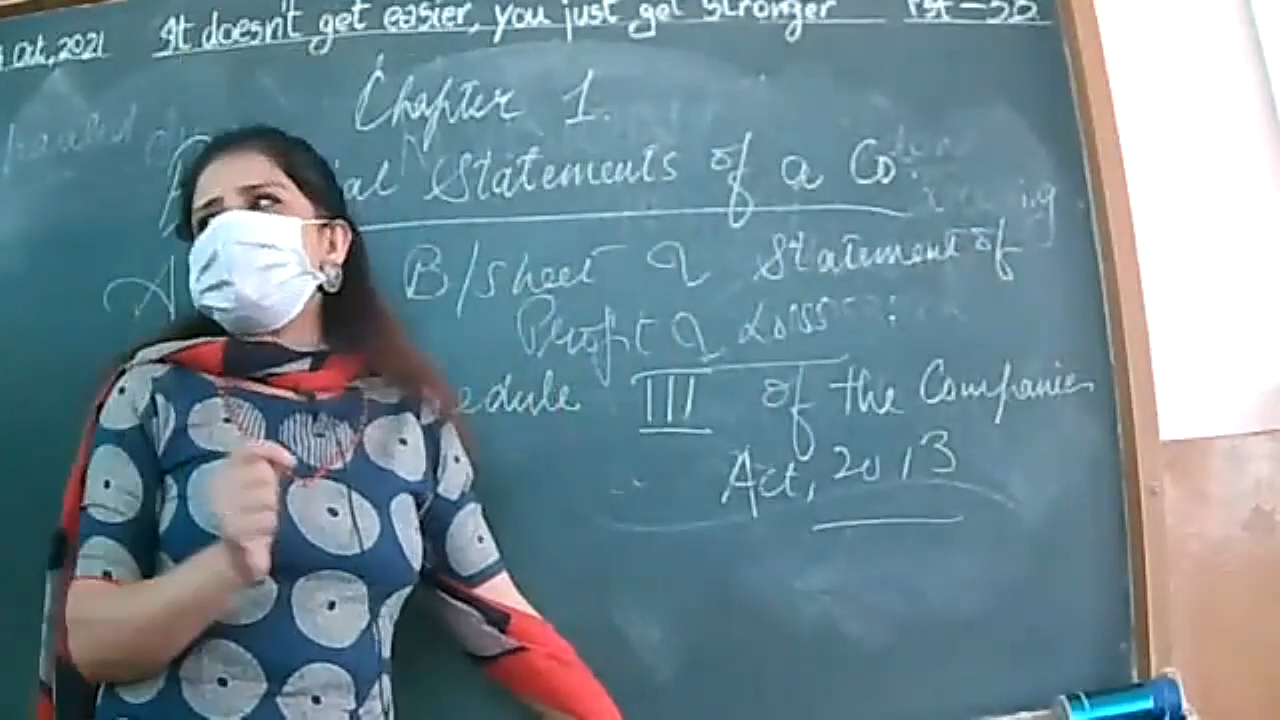 Oct, 2021 It doesn't get easier, you just get stronger
Chapter 1.
ial Statements of a Co.
A B/Sheet & Statement of
Profit & Loss :
edule III of the Companies
Act, 2013